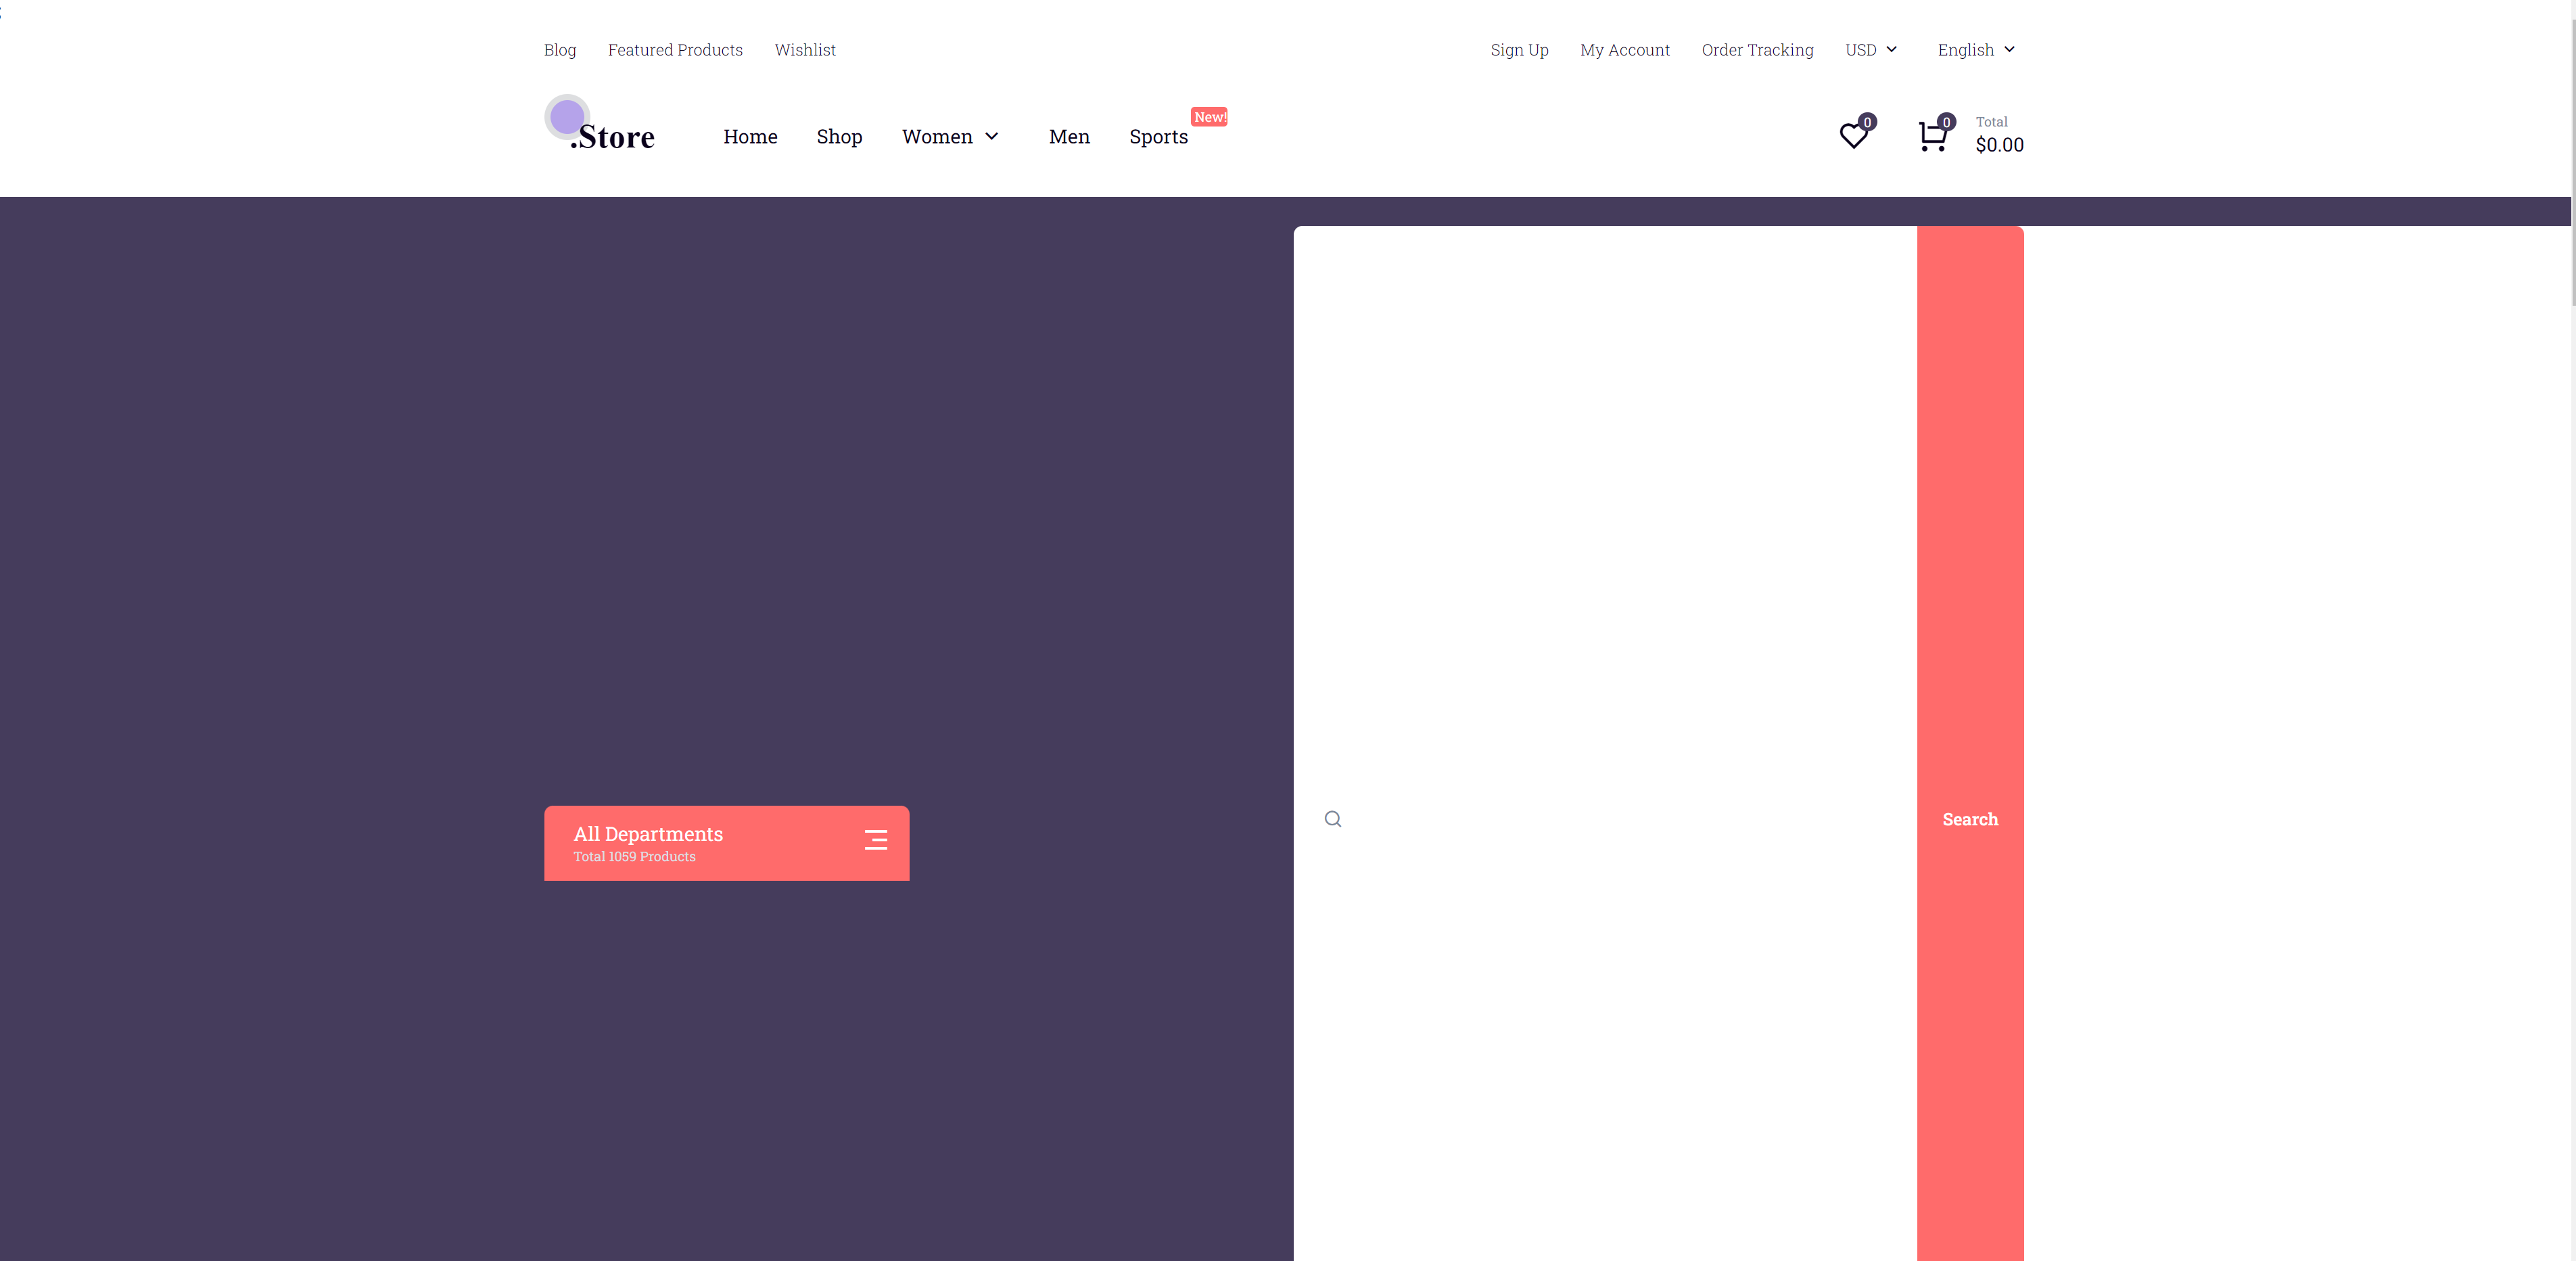 Blog Featured Products Wishlist Sign Up My Account Order Tracking USD English
.Store Home Shop Women Men Sports New! 0 0 Total
$0.00
All Departments
Total 1059 Products
Search